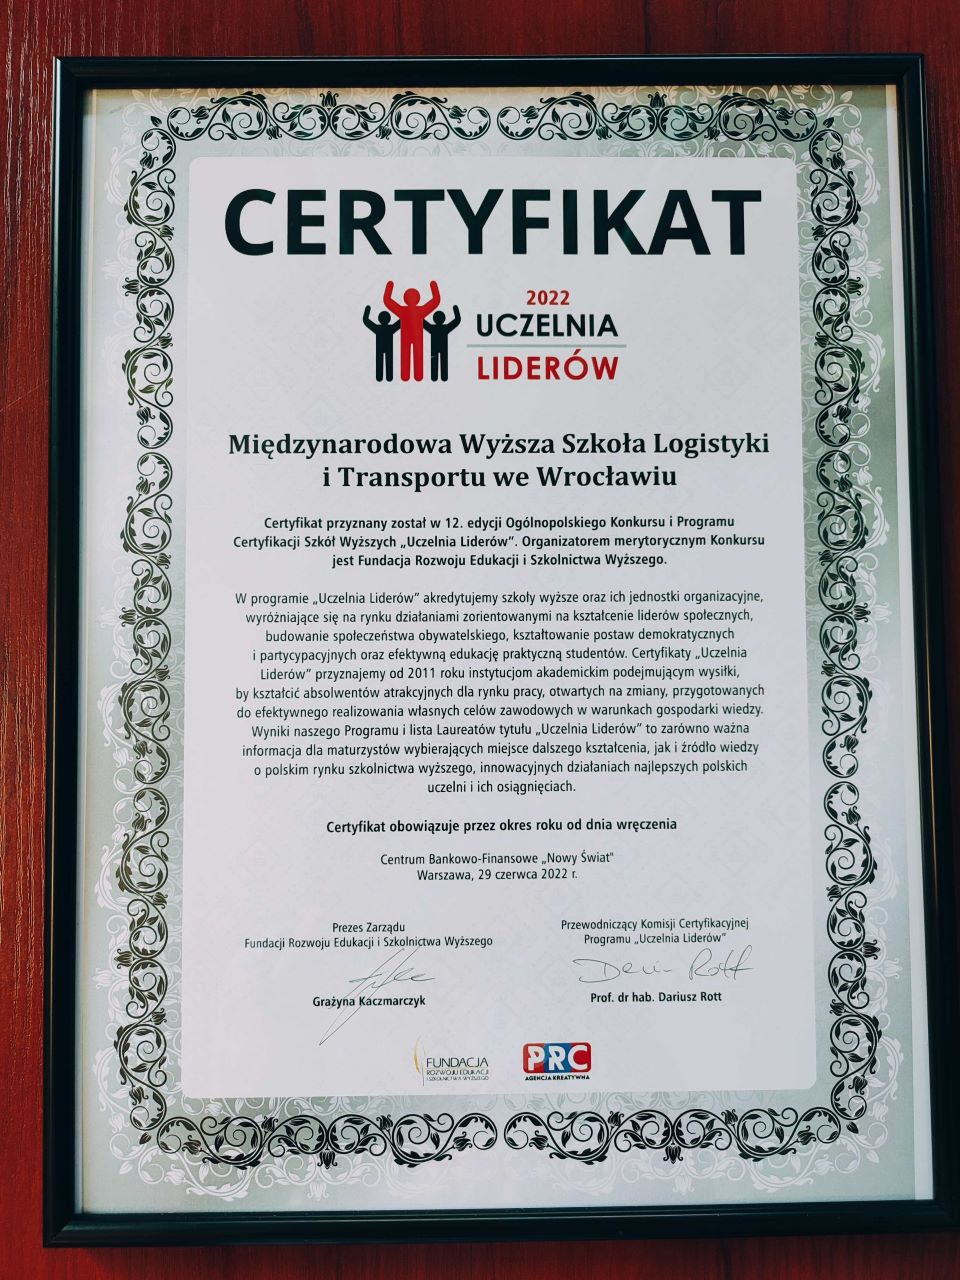 CERTYFIKAT
2022
UCZELNIA
LIDERÓW
Międzynarodowa Wyższa Szkoła Logistyki
i Transportu we Wrocławiu
Certyfikat przyznany został w 12. edycji Ogólnopolskiego Konkursu i Programu
Certyfikacji Szkół Wyższych „Uczelnia Liderów”. Organizatorem merytorycznym Konkursu
jest Fundacja Rozwoju Edukacji i Szkolnictwa Wyższego.
W programie „Uczelnia Liderów” akredytujemy szkoły wyższe oraz ich jednostki organizacyjne,
wyróżniające się na rynku działaniami zorientowanymi na kształcenie liderów społecznych,
budowanie społeczeństwa obywatelskiego, kształtowanie postaw demokratycznych
i partycypacyjnych oraz efektywną edukację praktyczną studentów. Certyfikaty „Uczelnia
Liderów” przyznajemy od 2011 roku instytucjom akademickim podejmującym wysiłki,
by kształcić absolwentów atrakcyjnych dla rynku pracy, otwartych na zmiany, przygotowanych
do efektywnego realizowania własnych celów zawodowych w warunkach gospodarki wiedzy.
Wyniki naszego Programu i lista Laureatów tytułu „Uczelnia Liderów” to zarówno ważna
informacja dla maturzystów wybierających miejsce dalszego kształcenia, jak i źródło wiedzy
o polskim rynku szkolnictwa wyższego, innowacyjnych działaniach najlepszych polskich
uczelni i ich osiągnięciach.
Certyfikat obowiązuje przez okres roku od dnia wręczenia
Centrum Bankowo-Finansowe „Nowy Świat"
Warszawa, 29 czerwca 2022 r.
Prezes Zarządu
Fundacji Rozwoju Edukacji i Szkolnictwa Wyższego
Grażyna Kaczmarczyk
Przewodniczący Komisji Certyfikacyjnej
Programu „Uczelnia Liderów”
Prof. dr hab. Dariusz Rott
FUNDACJA
ROZWOJU EDUKACJI
I SZKOLNICTWA WYŻSZEGO
PRC
AGENCJA KREATYWNA